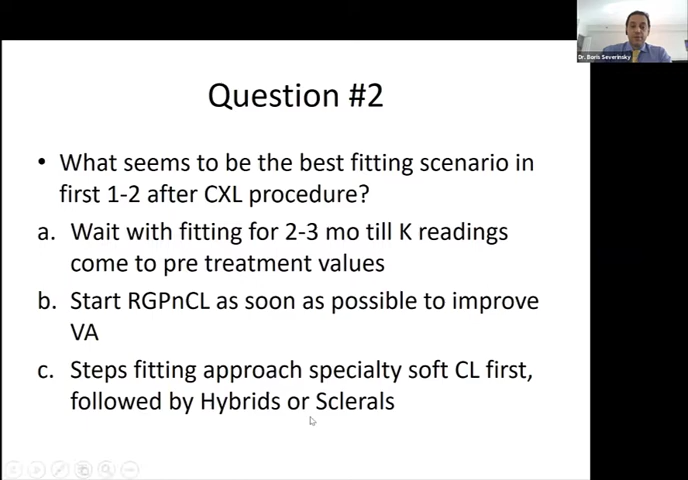 Dr. Boris Severinsky
Question #2
• What seems to be the best fitting scenario in
first 1-2 after CXL procedure?
a. Wait with fitting for 2-3 mo till K readings
come to pre treatment values
b. Start RGPnCL as soon as possible to improve
VA
c. Steps fitting approach specialty soft CL first,
followed by Hybrids or Sclerals